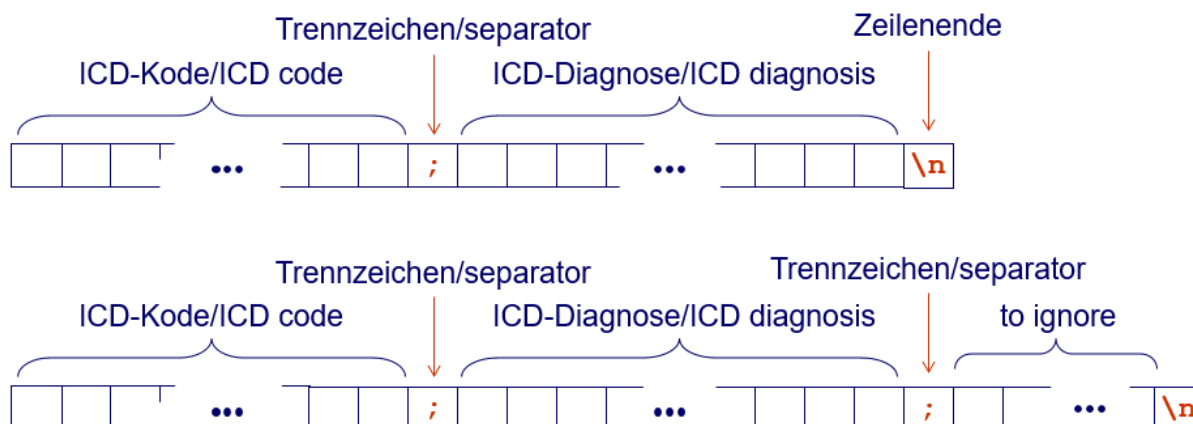 Trennzeichen/separator Zeilenende
ICD-Kode/ICD code ICD-Diagnose/ICD diagnosis
... ; ... \n
Trennzeichen/separator Trennzeichen/separator
ICD-Kode/ICD code ICD-Diagnose/ICD diagnosis to ignore
... ; ... ; ... \n